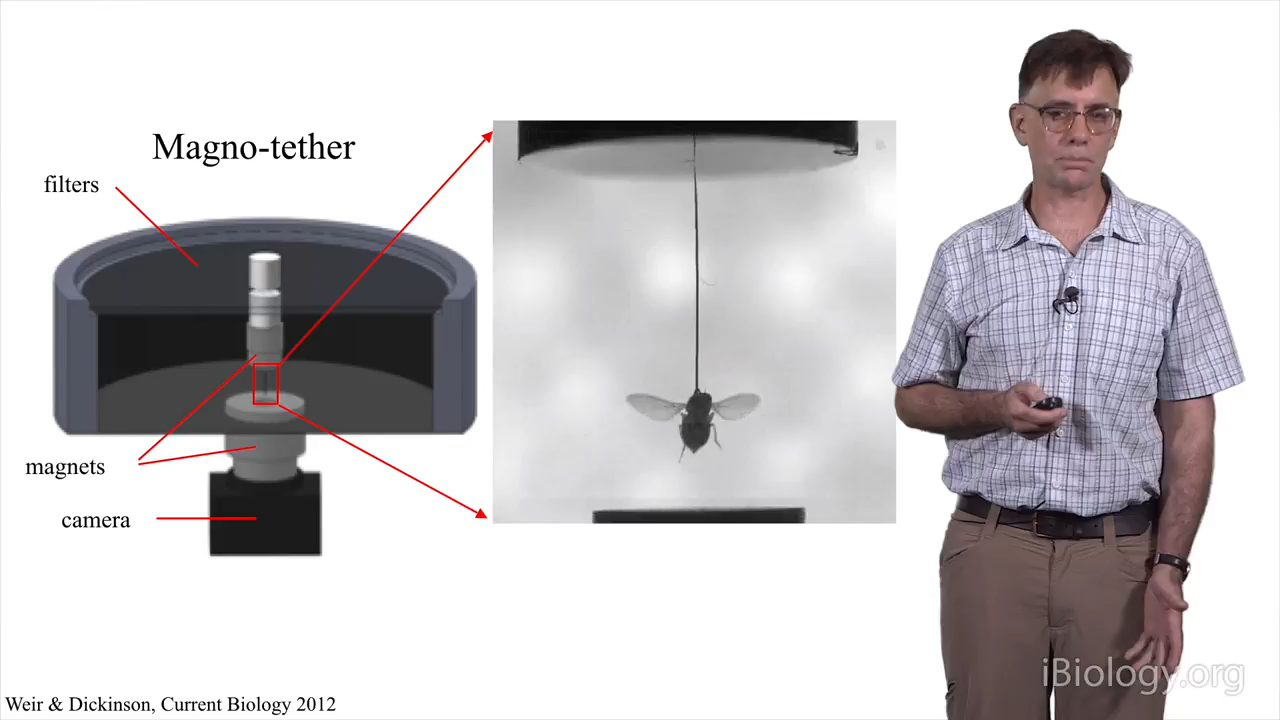 Magno-tether
filters
magnets
camera
Weir & Dickinson, Current Biology 2012
iBiology.org